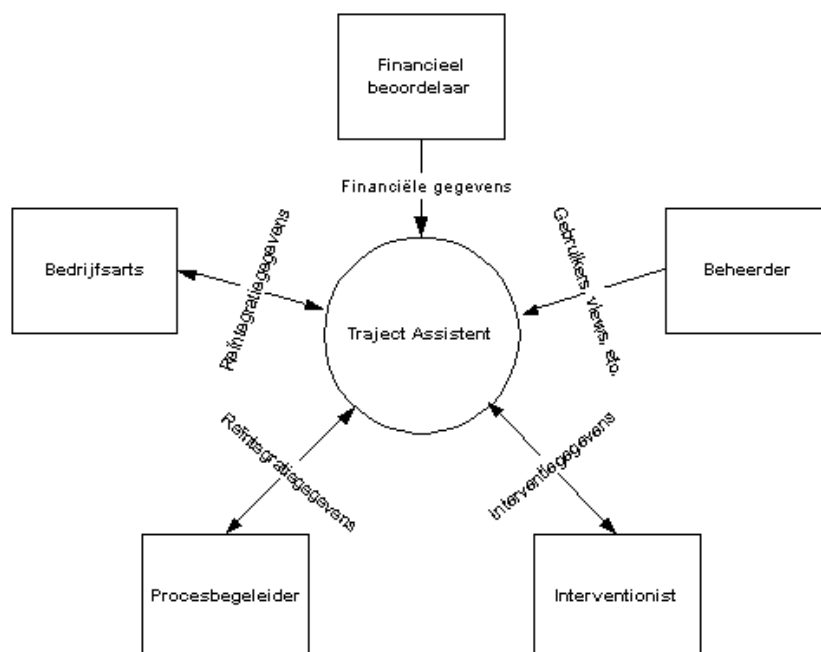 Financieel
beoordelaar
Financiële gegevens
Bedrijfsarts
Reïntegratiegegevens
Gebruikers, views, etc.
Beheerder
Traject Assistent
Reïntegratiegegevens
Interventiegegevens
Procesbegeleider
Interventionist